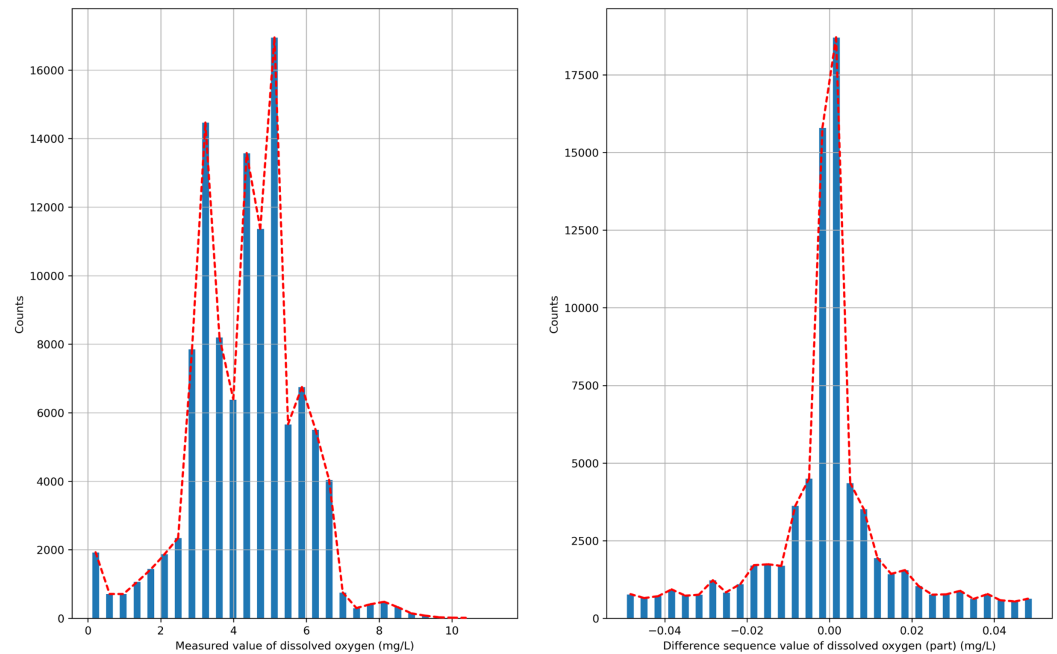 16000
14000
12000
10000
8000
6000
4000
2000
0
Counts
0 2 4 6 8 10
Measured value of dissolved oxygen (mg/L)
17500
15000
12500
10000
7500
5000
2500
0
Counts
−0.04 −0.02 0.00 0.02 0.04
Difference sequence value of dissolved oxygen (part) (mg/L)